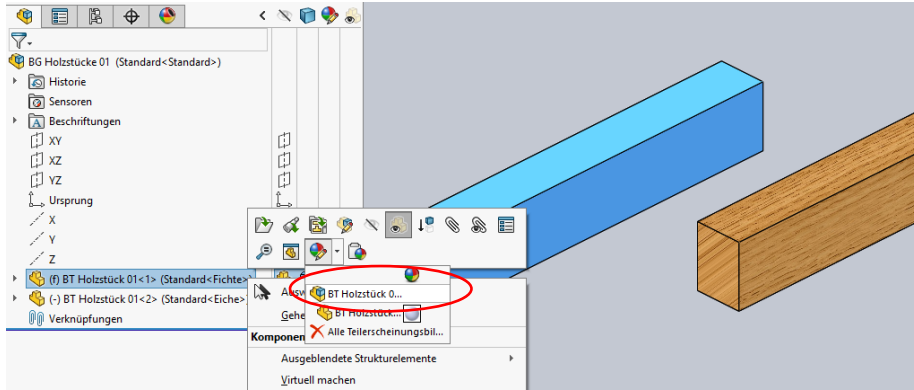 BG Holzstücke 01 (Standard<Standard>)
Historie
Sensoren
Beschriftungen
XY
XZ
YZ
Ursprung
X
Y
Z
(f) BT Holzstück 01<1> (Standard<Fichte>
(-) BT Holzstück 01<2> (Standard<Eiche>
Verknüpfungen
BT Holzstück 0...
BT Holzstück...
Alle Teilerscheinungsbil...
Ausgeblendete Strukturelemente
Virtuell machen